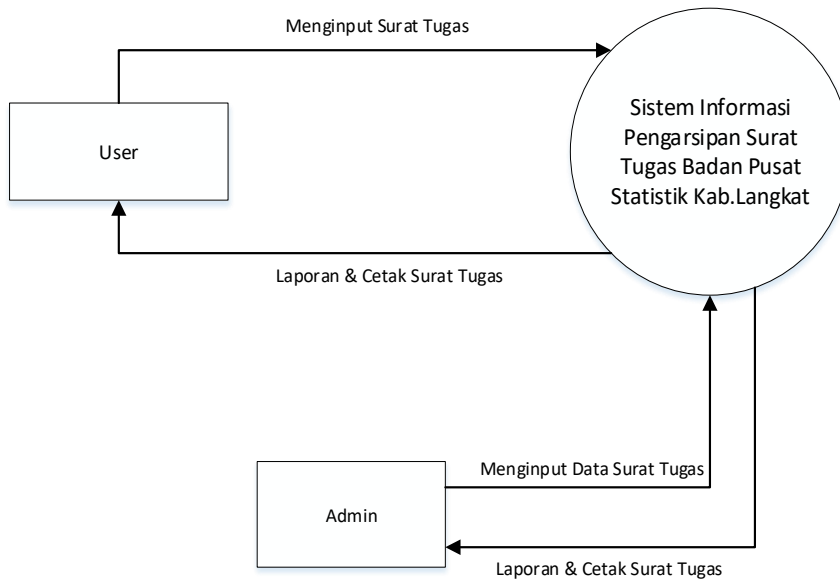 Menginput Surat Tugas
User
Sistem Informasi
Pengarsipan Surat
Tugas Badan Pusat
Statistik Kab.Langkat
Laporan & Cetak Surat Tugas
Menginput Data Surat Tugas
Admin
Laporan & Cetak Surat Tugas